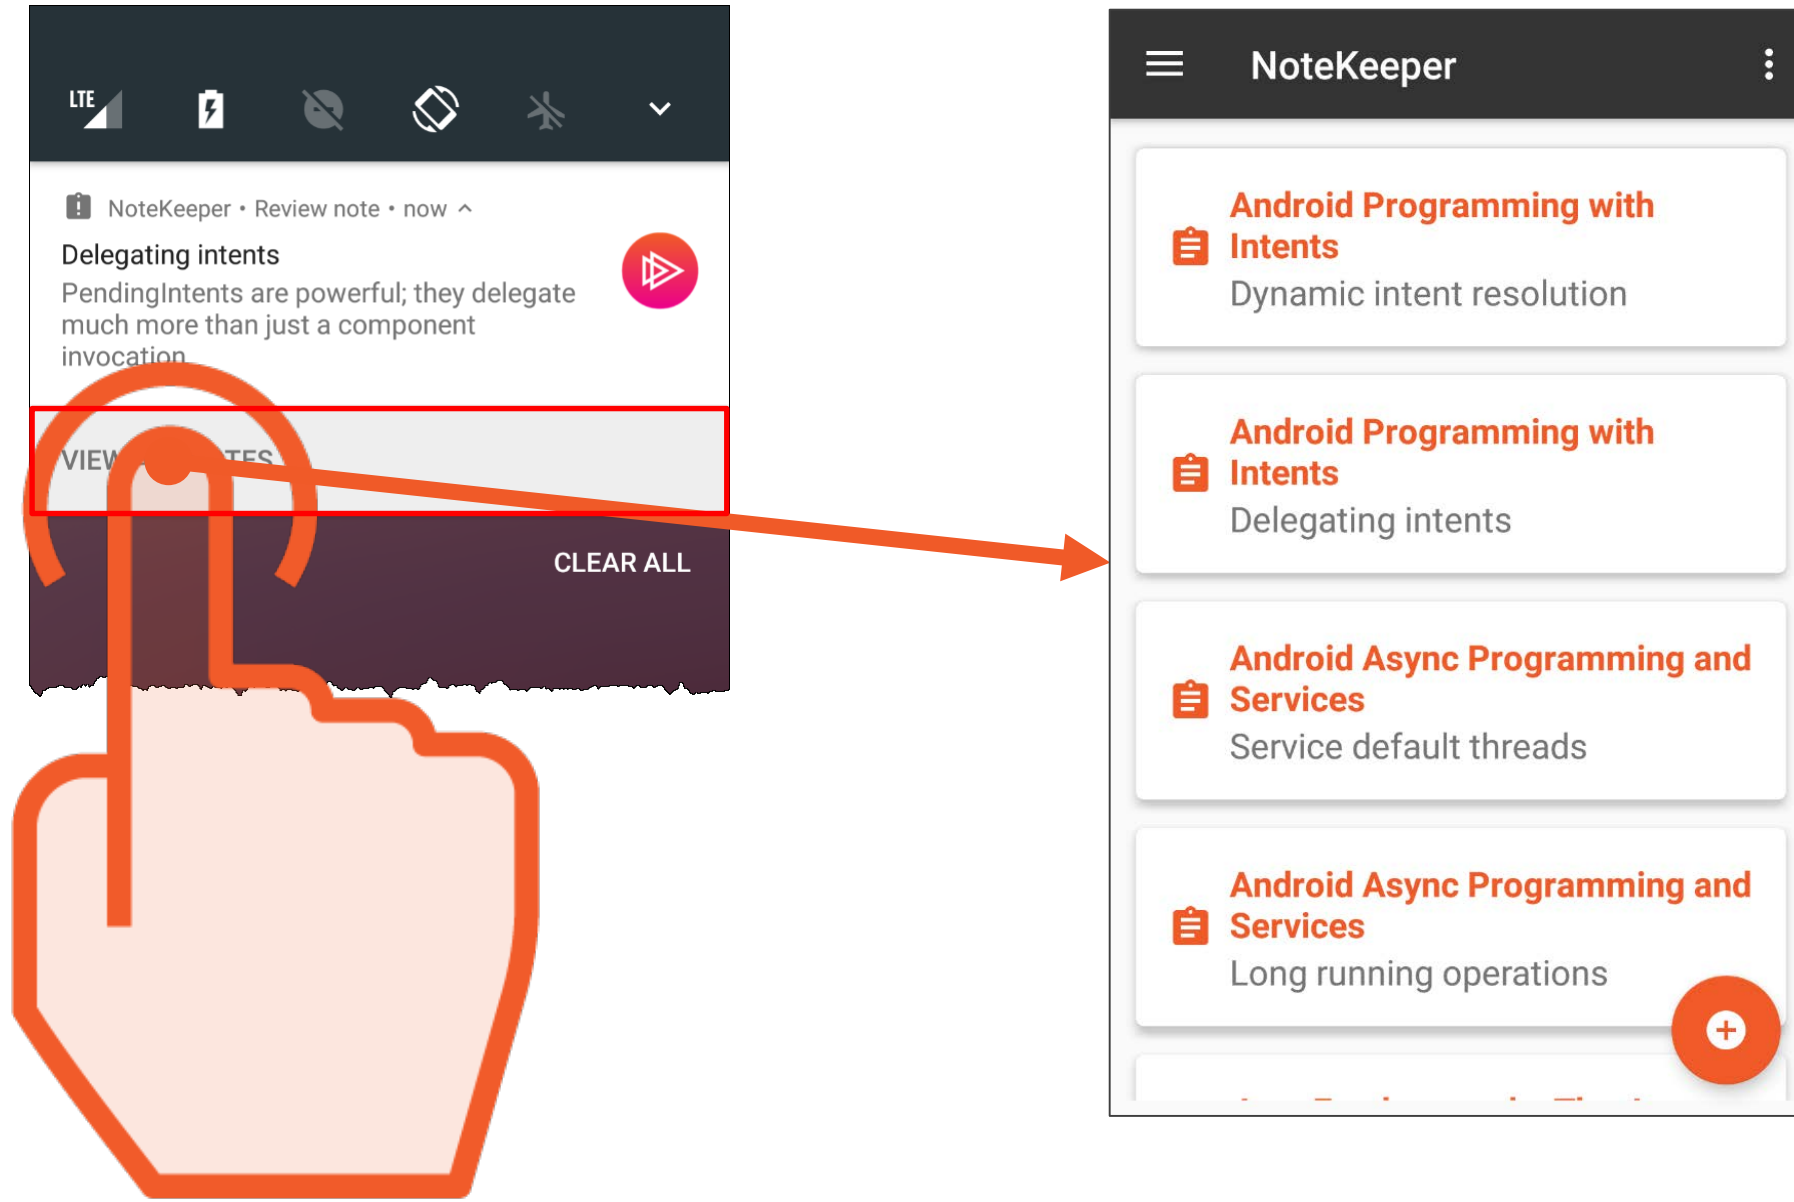 LTE
NoteKeeper • Review note • now
Delegating intents
PendingIntents are powerful; they delegate
much more than just a component
invocation
CLEAR ALL
NoteKeeper
Android Programming with
Intents
Dynamic intent resolution
Android Programming with
Intents
Delegating intents
Android Async Programming and
Services
Service default threads
Android Async Programming and
Services
Long running operations